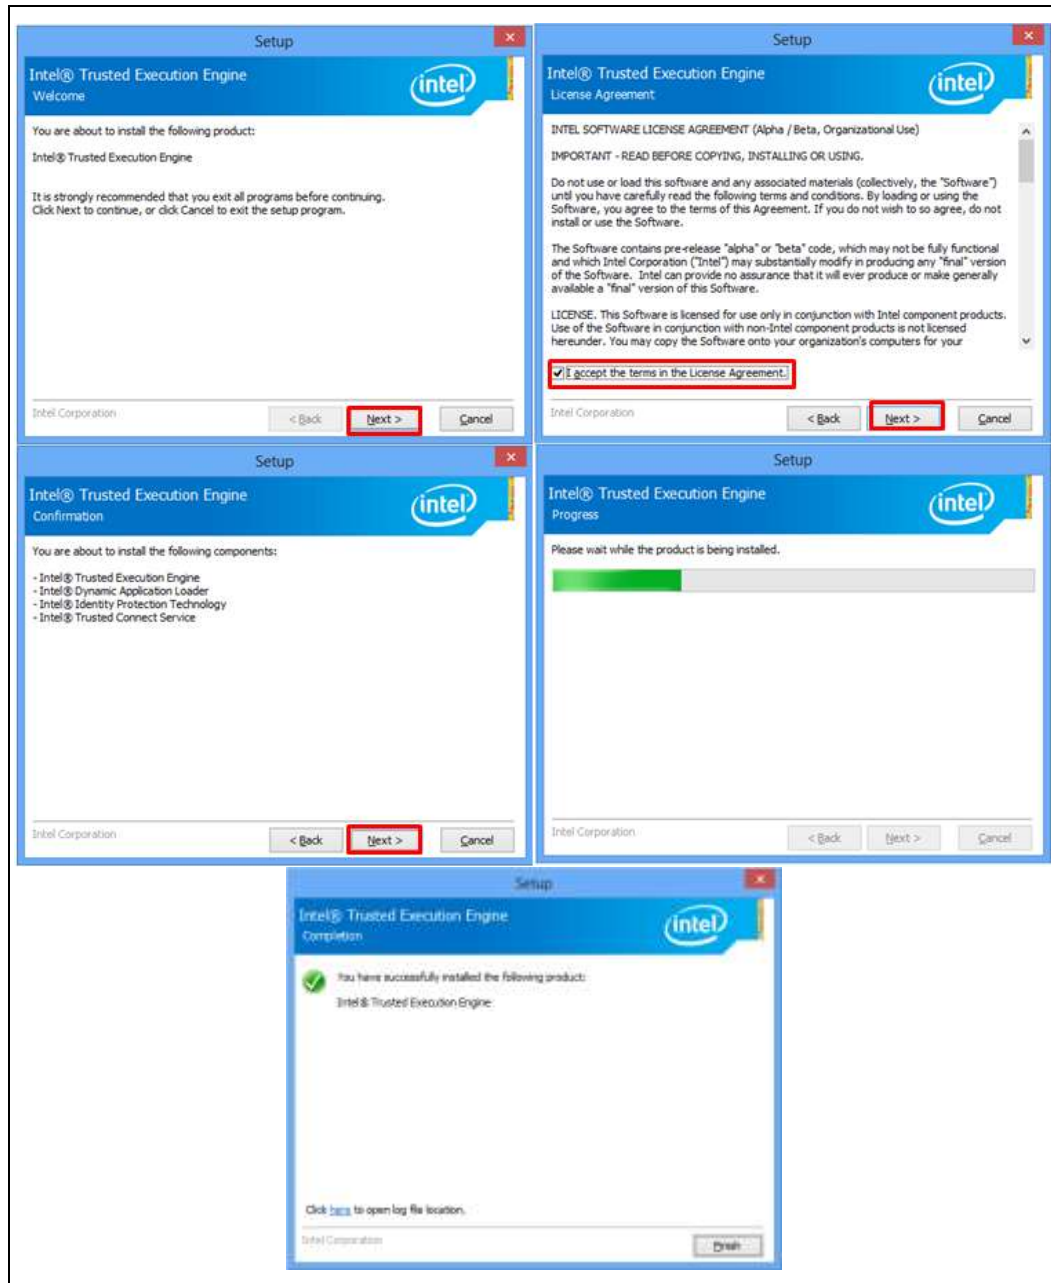 Setup
Intel® Trusted Execution Engine
Welcome
intel
You are about to install the following product:
Intel® Trusted Execution Engine
It is strongly recommended that you exit all programs before continuing.
Click Next to continue, or click Cancel to exit the setup program.
Intel Corporation
< Back Next > Cancel
Setup
Intel® Trusted Execution Engine
License Agreement
intel
INTEL SOFTWARE LICENSE AGREEMENT (Alpha / Beta, Organizational Use)
IMPORTANT - READ BEFORE COPYING, INSTALLING OR USING.
Do not use or load this software and any associated materials (collectively, the "Software")
until you have carefully read the following terms and conditions. By loading or using the
Software, you agree to the terms of this Agreement. If you do not wish to so agree, do not
install or use the Software.
The Software contains pre-release "alpha" or "beta" code, which may not be fully functional
and which Intel Corporation ("Intel") may substantially modify in producing any "final" version
of the Software. Intel can provide no assurance that it will ever produce or make generally
available a "final" version of this Software.
LICENSE. This Software is licensed for use only in conjunction with Intel component products.
Use of the Software in conjunction with non-Intel component products is not licensed
hereunder. You may copy the Software onto your organization's computers for your
I accept the terms in the License Agreement.
Intel Corporation
< Back Next > Cancel
Setup
Intel® Trusted Execution Engine
Confirmation
intel
You are about to install the following components:
- Intel® Trusted Execution Engine
- Intel® Dynamic Application Loader
- Intel® Identity Protection Technology
- Intel® Trusted Connect Service
Intel Corporation
< Back Next > Cancel
Setup
Intel® Trusted Execution Engine
Progress
intel
Please wait while the product is being installed.
Intel Corporation
< Back Next > Cancel
Setup
Intel® Trusted Execution Engine
Completion
intel
You have successfully installed the following product:
Intel® Trusted Execution Engine
Click here to open log file location.
Intel Corporation
Finish